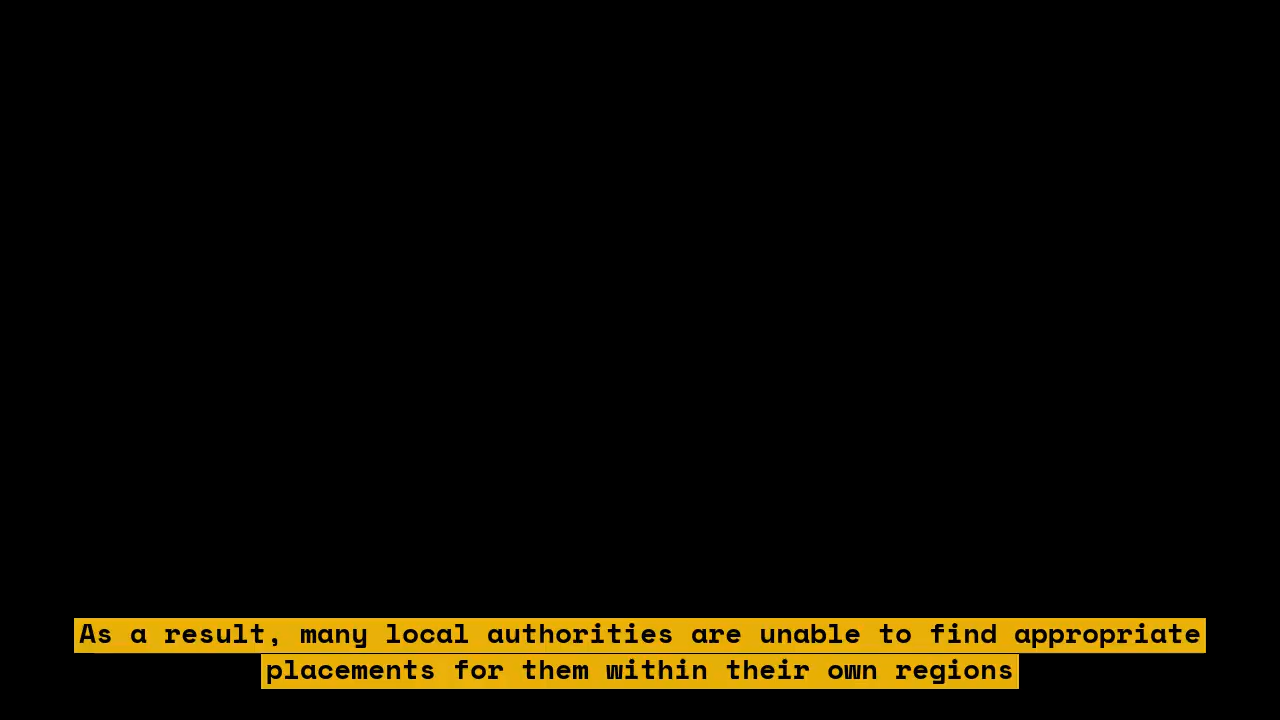 As a result, many local authorities are unable to find appropriate
placements for them within their own regions